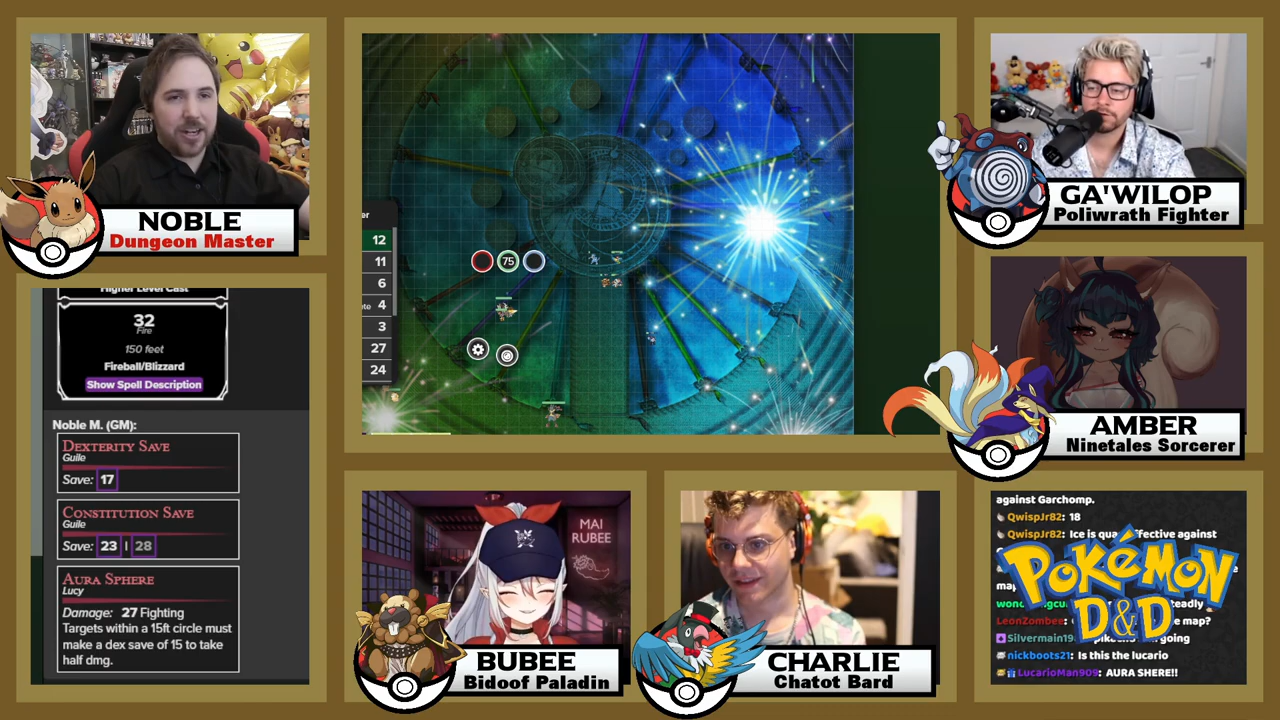 NOBLE
Dungeon Master
Higher Level Cast
32
Fire
150 feet
Fireball/Blizzard
Show Spell Description
Noble M. (GM):
DEXTERITY SAVE
Guile
Save: 17
CONSTITUTION SAVE
Guile
Save: 23 | 28
AURA SPHERE
Lucy
Damage: 27 Fighting
Targets within a 15ft circle must
make a dex save of 15 to take
half dmg.
12
11
6
4
3
27
24
75
GA'WILOP
Poliwrath Fighter
AMBER
Ninetales Sorcerer
MAI
RUBEE
BUBEE
Bidoof Paladin
CHARLIE
Chatot Bard
against Garchomp.
QwispJr82: 18
QwispJr82: Ice is
against
POKéMON
D&D
LeonZombee: map?
going
nickboots21: Is this the lucario
LucarioMan909: AURA SHERE!!